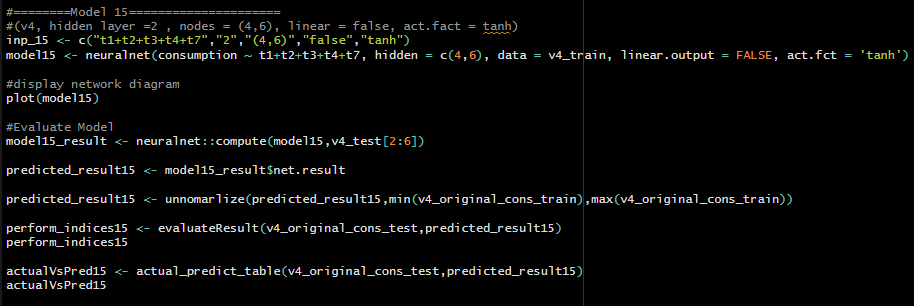 #========Model 15=====================
#(v4, hidden layer =2 , nodes = (4,6), linear = false, act.fact = tanh)
inp_15 <- c("t1+t2+t3+t4+t7","2","(4,6)","false","tanh")
model15 <- neuralnet(consumption ~ t1+t2+t3+t4+t7, hidden = c(4,6), data = v4_train, linear.output = FALSE, act.fct = 'tanh')
#display network diagram
plot(model15)
#Evaluate Model
model15_result <- neuralnet::compute(model15,v4_test[2:6])
predicted_result15 <- model15_result$net.result
predicted_result15 <- unnomarlize(predicted_result15,min(v4_original_cons_train),max(v4_original_cons_train))
perform_indices15 <- evaluateResult(v4_original_cons_test,predicted_result15)
perform_indices15
actualVsPred15 <- actual_predict_table(v4_original_cons_test,predicted_result15)
actualVsPred15